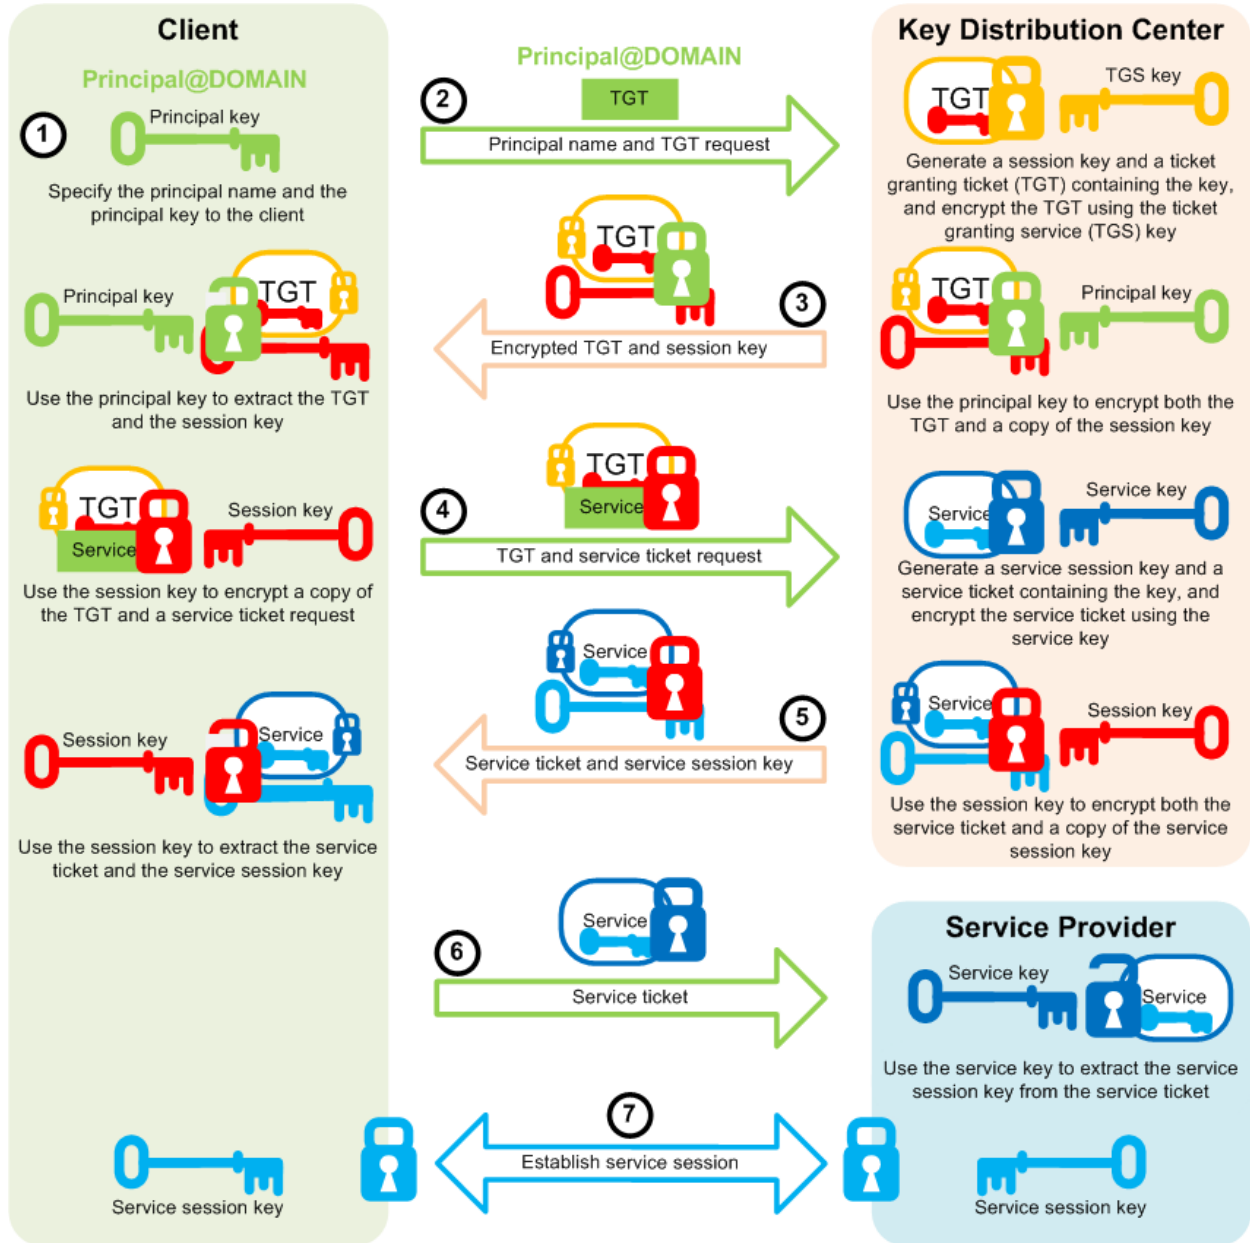 Client
Principal@DOMAIN
1
Principal key
Specify the principal name and the
principal key to the client
Principal key
TGT
Use the principal key to extract the TGT
and the session key
TGT
Service
Session key
Use the session key to encrypt a copy of
the TGT and a service ticket request
Session key
Service
Use the session key to extract the service
ticket and the service session key
Service session key
Principal@DOMAIN
2
TGT
Principal name and TGT request
TGT
3
Encrypted TGT and session key
TGT
Service
4
TGT and service ticket request
Service
5
Service ticket and service session key
Service
6
Service ticket
7
Establish service session
Key Distribution Center
TGT
TGS key
Generate a session key and a ticket
granting ticket (TGT) containing the key,
and encrypt the TGT using the ticket
granting service (TGS) key
TGT
Principal key
Use the principal key to encrypt both the
TGT and a copy of the session key
Service
Service key
Generate a service session key and a
service ticket containing the key, and
encrypt the service ticket using the
service key
Service
Session key
Use the session key to encrypt both the
service ticket and a copy of the service
session key
Service Provider
Service key
Service
Use the service key to extract the service
session key from the service ticket
Service session key